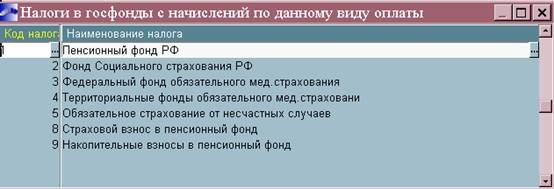 Налоги в госфонды с начислений по данному виду оплаты
Код налог Наименование налога
1 ... Пенсионный фонд РФ ...
2 Фонд Социального страхования РФ
3 Федеральный фонд обязательного мед.страхования
4 Территориальные фонды обязательного мед.страховани
5 Обязательное страхование от несчастных случаев
8 Страховой взнос в пенсионный фонд
9 Накопительные взносы в пенсионный фонд